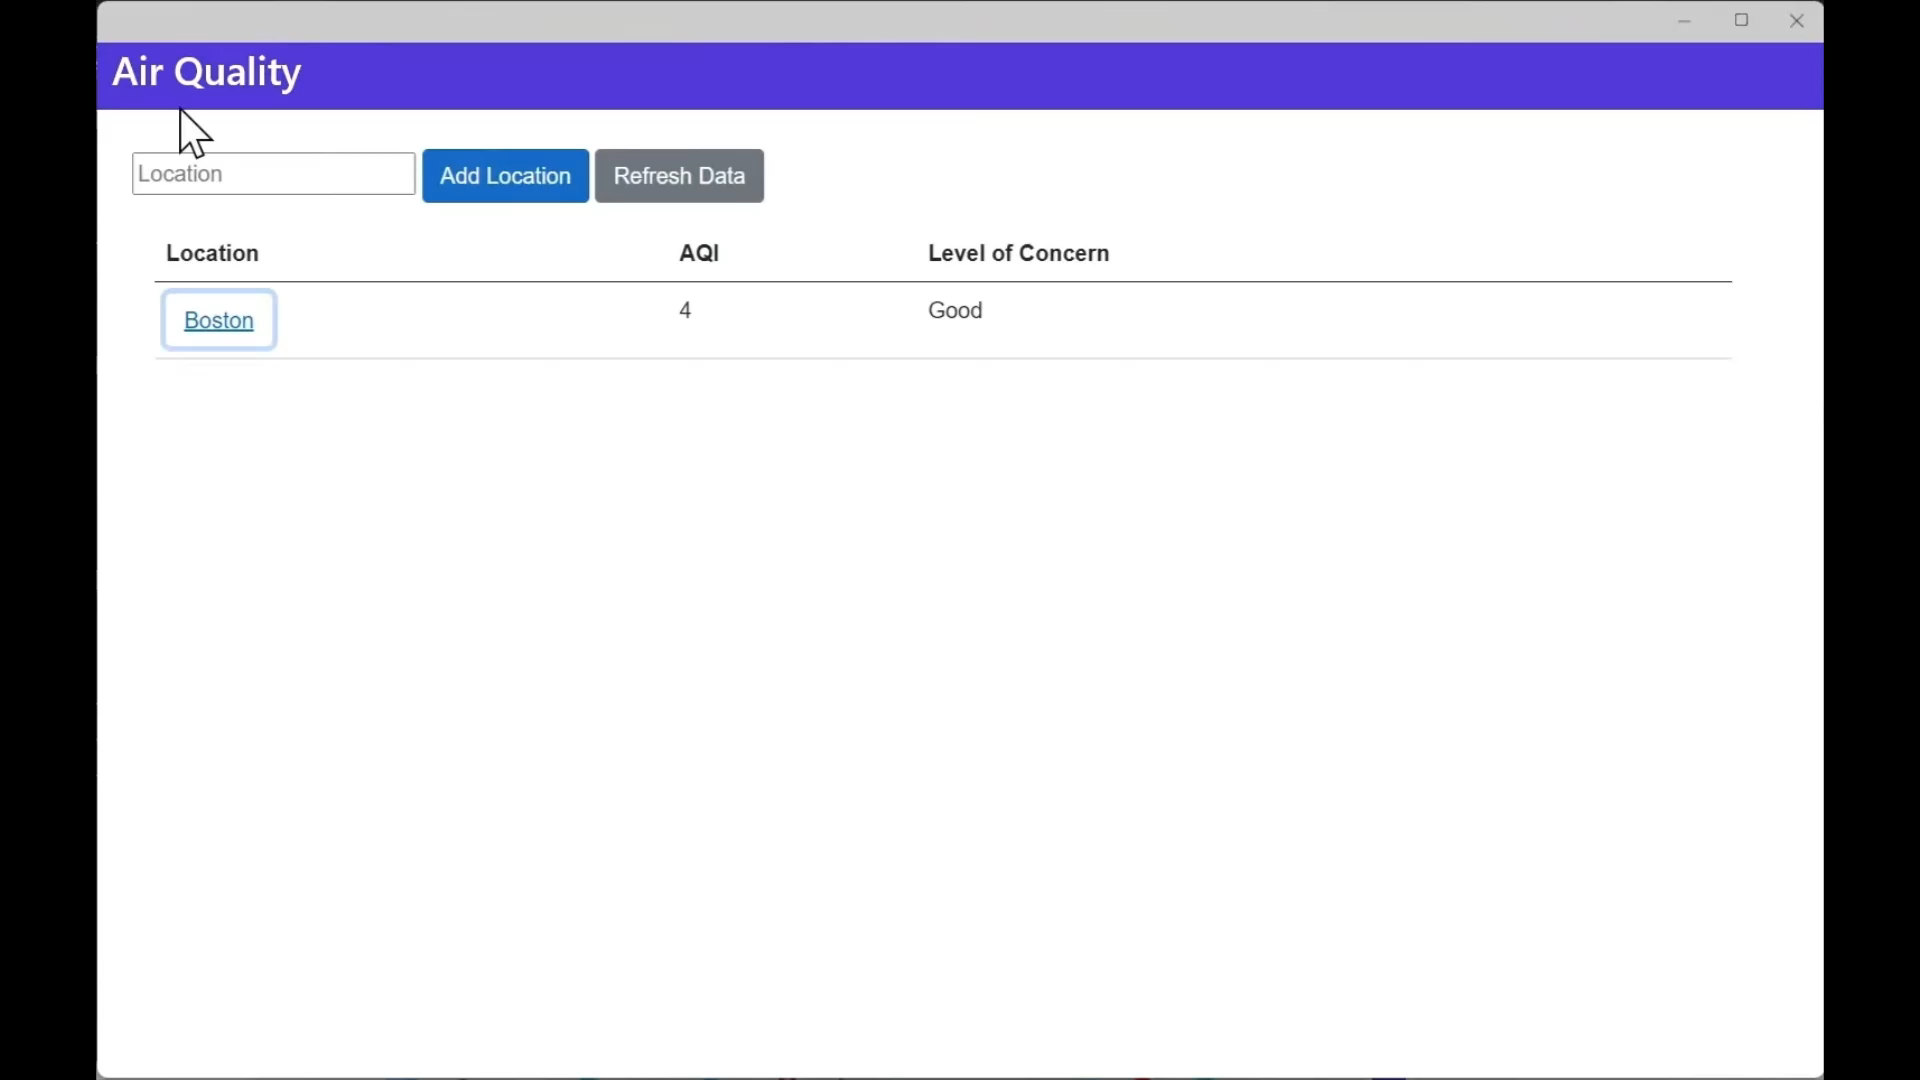 Air Quality
Location Add Location Refresh Data
Location AQI Level of Concern
Boston 4 Good